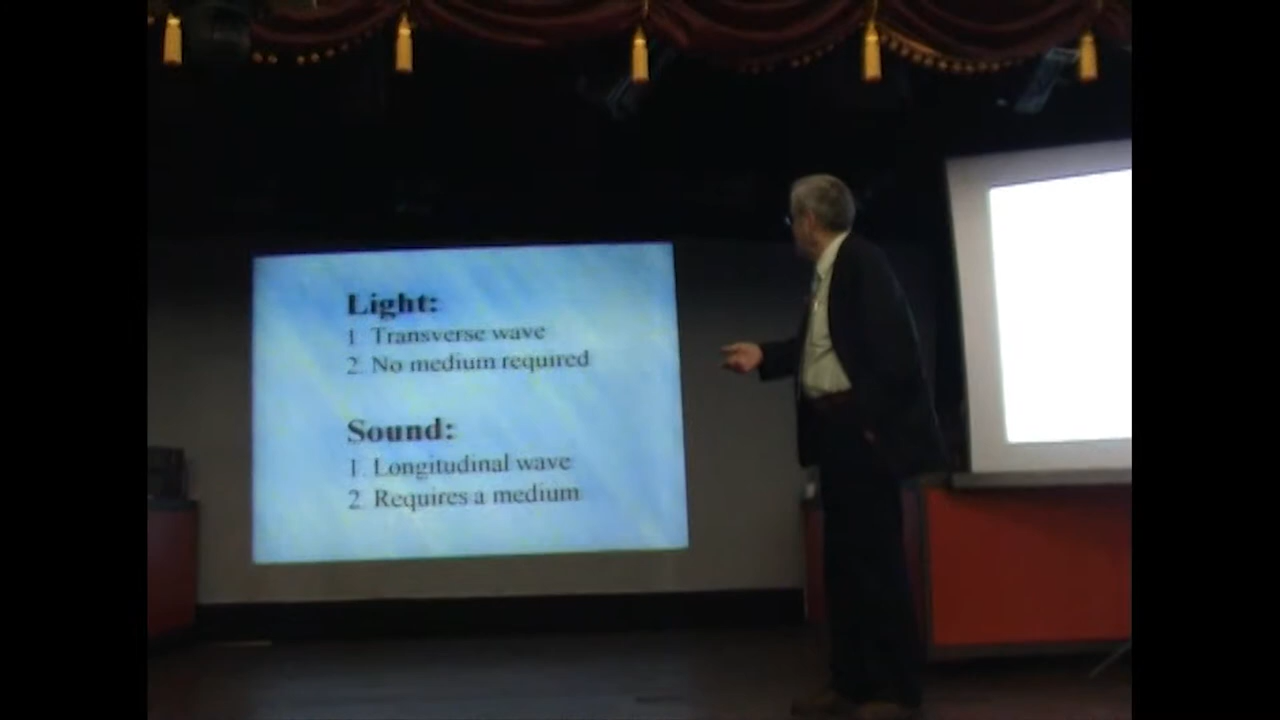 Light:
1. Transverse wave
2. No medium required
Sound:
1. Longitudinal wave
2. Requires a medium